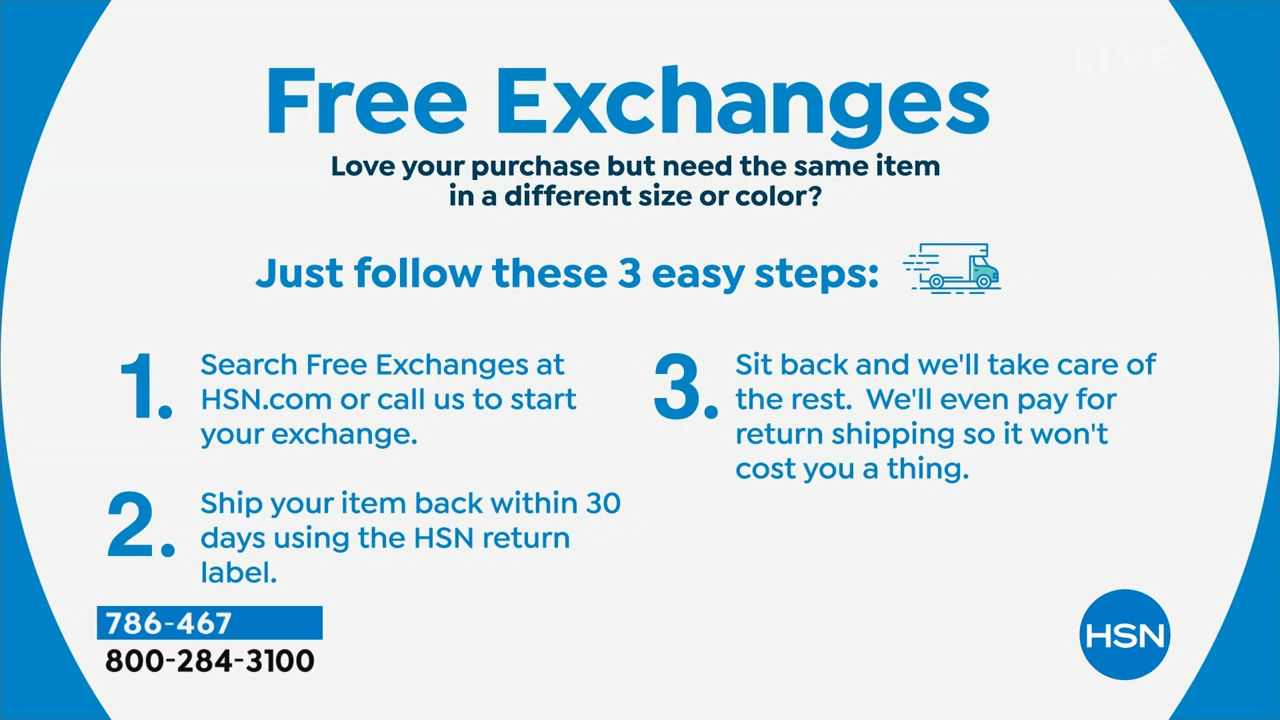 LIVE
Free Exchanges
Love your purchase but need the same item
in a different size or color?
Just follow these 3 easy steps:
1. Search Free Exchanges at
HSN.com or call us to start
your exchange.
2. Ship your item back within 30
days using the HSN return
label.
3. Sit back and we'll take care of
the rest. We'll even pay for
return shipping so it won't
cost you a thing.
786-467
800-284-3100
HSN